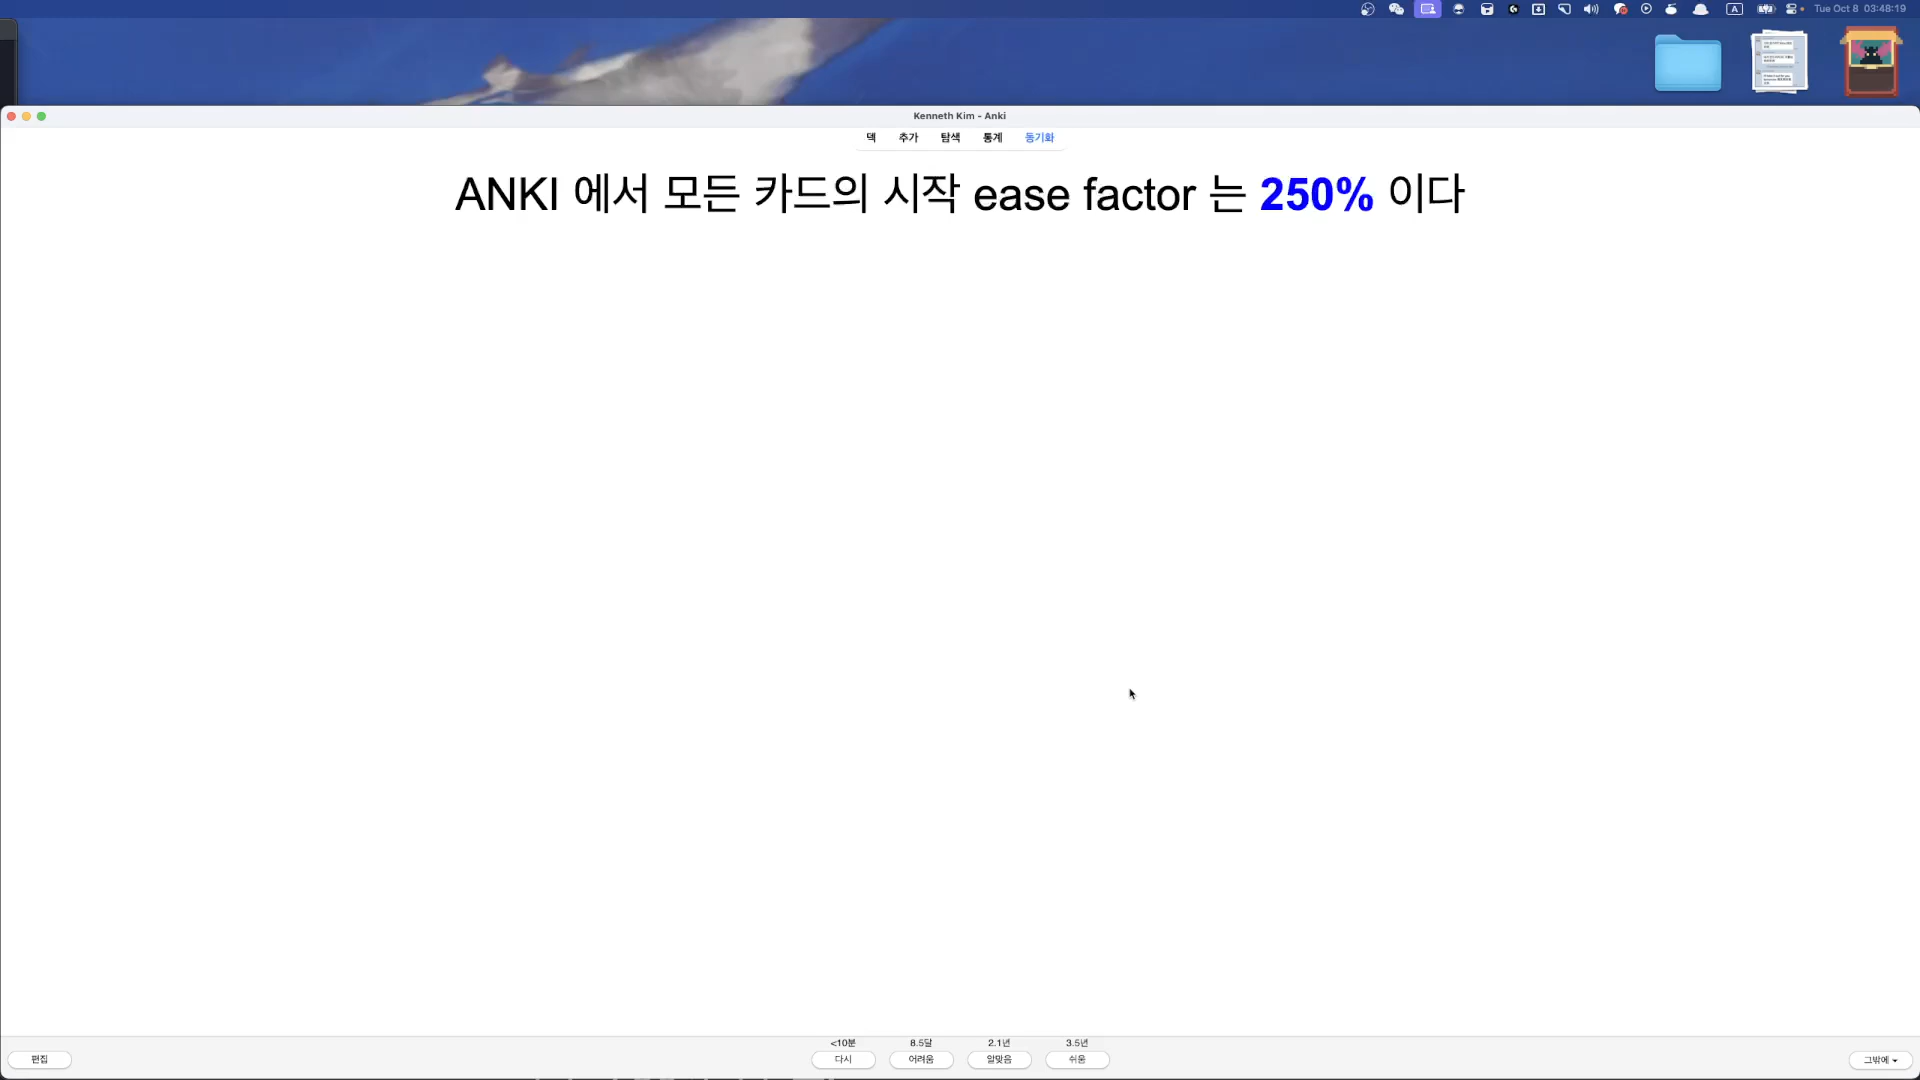 A
Tue Oct 8 03:48:19
Kenneth Kim - Anki
덱 추가 탐색 통계 동기화
ANKI 에서 모든 카드의 시작 ease factor 는 250% 이다
<10분 8.5달 2.1년 3.5년
편집 다시 어려움 알맞음 쉬움 그밖에